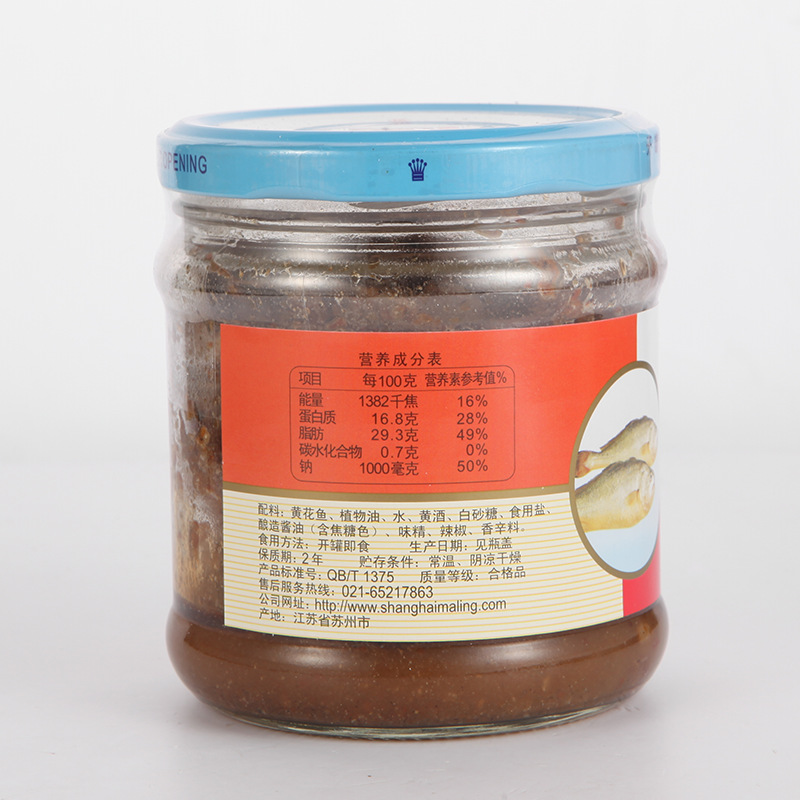 OPENING
营养成分表
项目 每100克 营养素参考值%
能量 1382千焦 16%
蛋白质 16.8克 28%
脂肪 29.3克 49%
碳水化合物 0.7克 0%
钠 1000毫克 50%
配料：黄花鱼、植物油、水、黄酒、白砂糖、食用盐、
酿造酱油（含焦糖色）、味精、辣椒、香辛料。
食用方法：开罐即食 生产日期：见瓶盖
保质期：2年 贮存条件：常温、阴凉干燥
产品标准号：QB/T 1375 质量等级：合格品
售后服务热线：021-65217863
公司网址：http://www.shanghaimaling.com
产地：江苏省苏州市